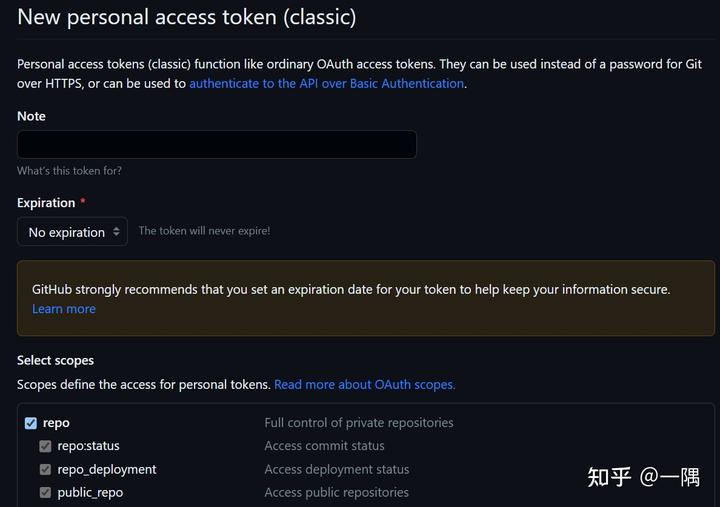 New personal access token (classic)
Personal access tokens (classic) function like ordinary OAuth access tokens. They can be used instead of a password for Git
over HTTPS, or can be used to authenticate to the API over Basic Authentication.
Note
What's this token for?
Expiration *
No expiration The token will never expire!
GitHub strongly recommends that you set an expiration date for your token to help keep your information secure.
Learn more
Select scopes
Scopes define the access for personal tokens. Read more about OAuth scopes.
repo Full control of private repositories
repo:status Access commit status
repo_deployment Access deployment status
public_repo Access public repositories
知乎 @一隅